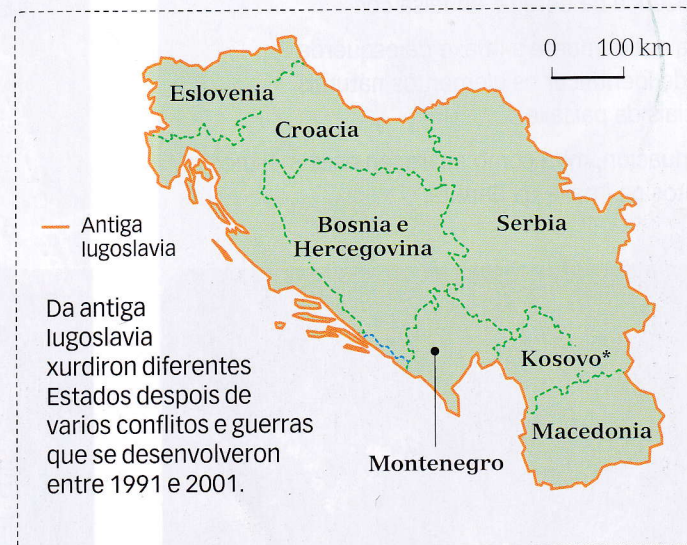 0 100 km
Eslovenia
Croacia
Bosnia e
Hercegovina
Serbia
Antiga
Iugoslavia
Da antiga
Iugoslavia
xurdiron diferentes
Estados despois de
varios conflitos e guerras
que se desenvolveron
entre 1991 e 2001.
Kosovo*
Macedonia
Montenegro